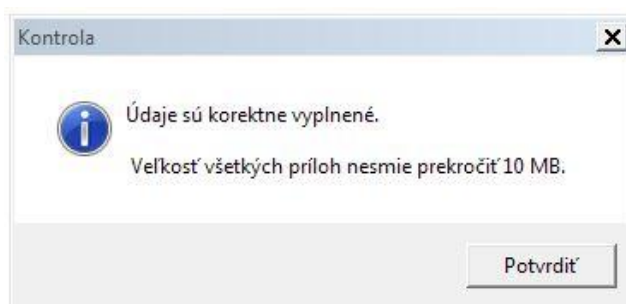 Kontrola
Údaje sú korektne vyplnené.
Veľkosť všetkých príloh nesmie prekročiť 10 MB.
Potvrdiť